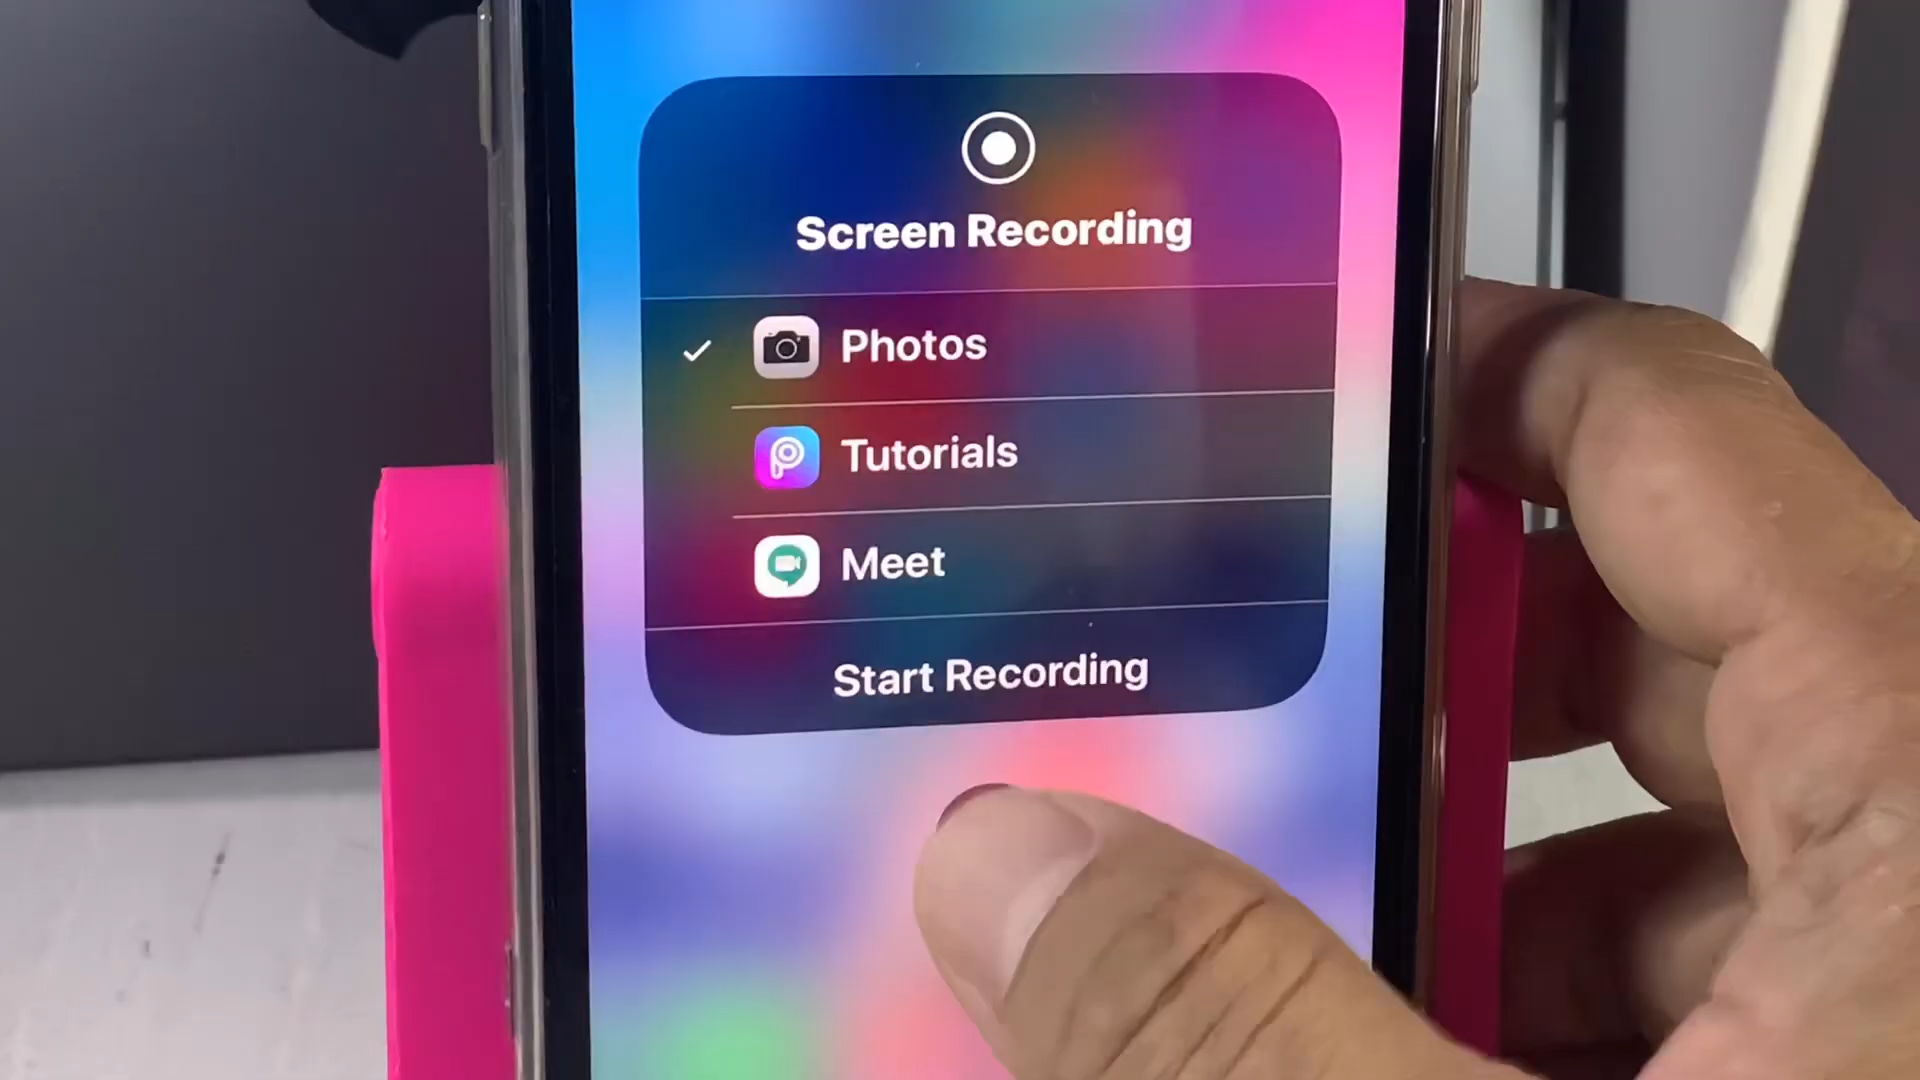 Screen Recording
Photos
Tutorials
Meet
Start Recording